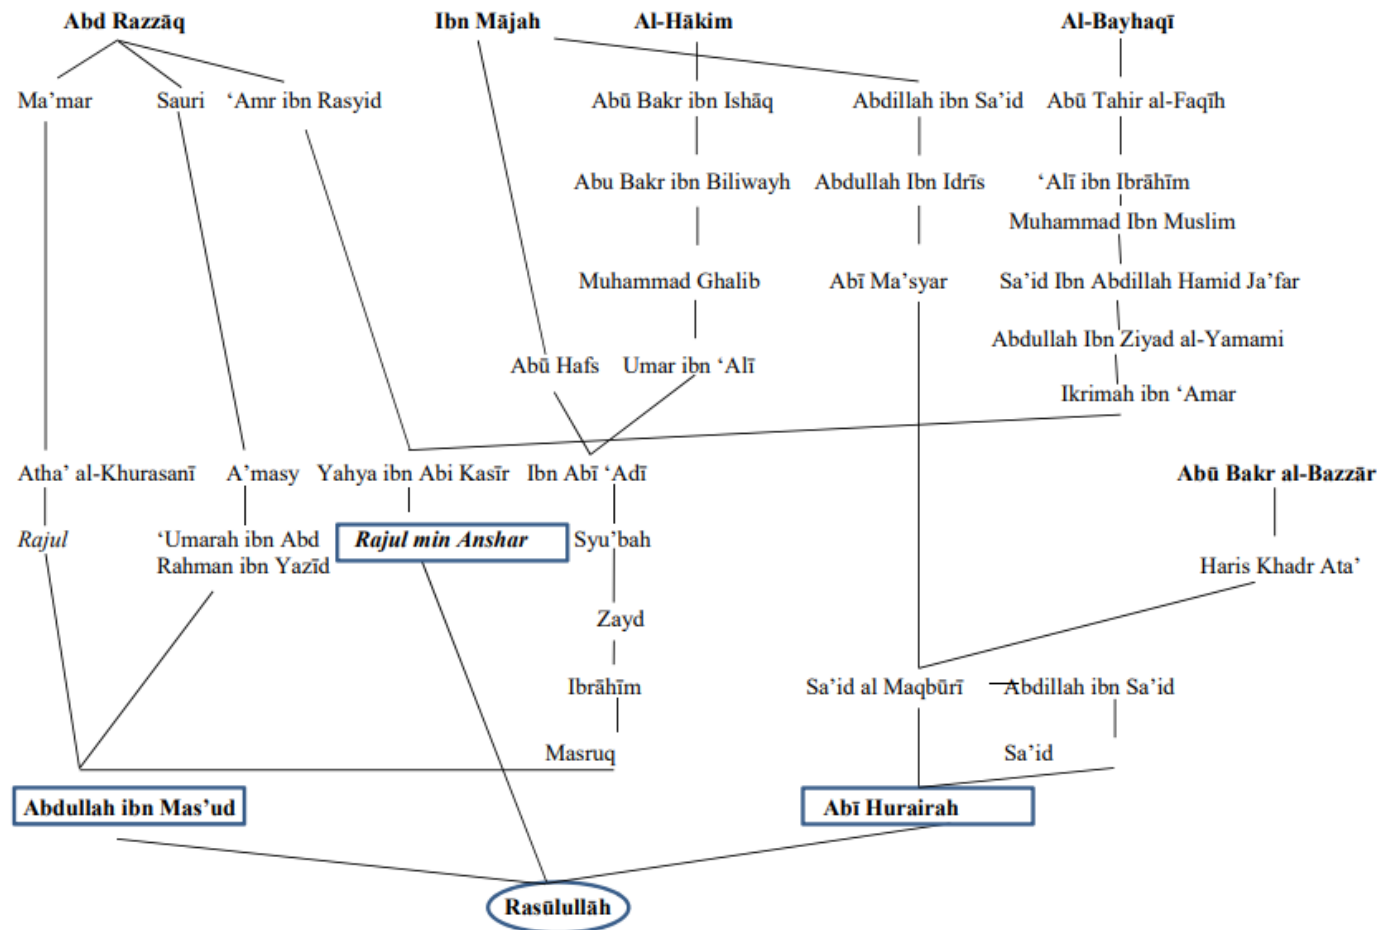 Abd Razzāq Ibn Mājah Al-Hākim Al-Bayhaqī
Ma’mar Sauri ‘Amr ibn Rasyid Abū Bakr ibn Ishāq Abdillah ibn Sa’id Abū Tahir al-Faqīh
Abu Bakr ibn Biliwayh Abdullah Ibn Idrīs ‘Alī ibn Ibrāhīm
Muhammad Ibn Muslim
Muhammad Ghalib Abī Ma’syar Sa’id Ibn Abdillah Hamid Ja’far
Abdullah Ibn Ziyad al-Yamami
Abū Hafs Umar ibn ‘Alī
Ikrimah ibn ‘Amar
Atha’ al-Khurasanī A’masy Yahya ibn Abi Kasīr Ibn Abī ‘Adī Abū Bakr al-Bazzār
Rajul ‘Umarah ibn Abd Rajul min Anshar Syu’bah
Rahman ibn Yazīd Haris Khadr Ata’
Zayd
Ibrāhīm Sa’id al Maqbūrī Abdillah ibn Sa’id
Masruq Sa’id
Abdullah ibn Mas’ud Abī Hurairah
Rasūlullāh